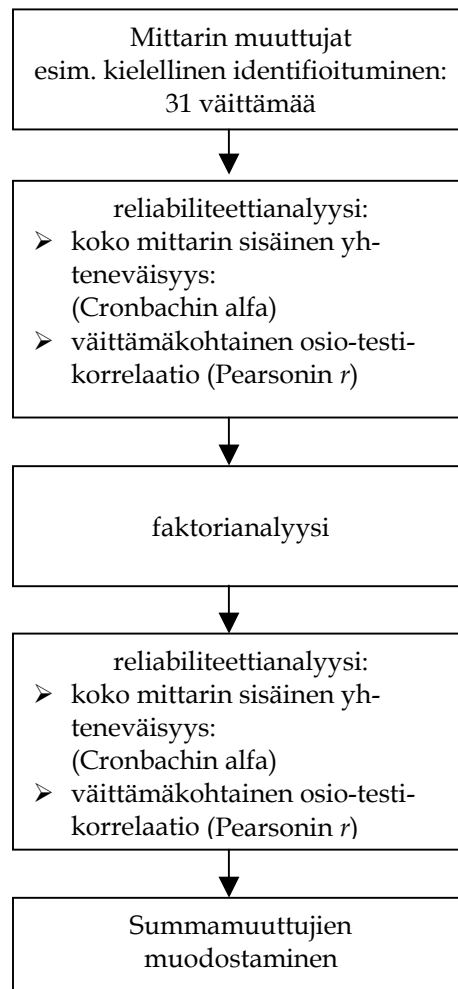 Mittarin muuttujat
esim. kielellinen identifioituminen:
31 väittämää
reliabiliteettianalyysi:
➢ koko mittarin sisäinen yh-
teneväisyys:
(Cronbachin alfa)
➢ väittämäkohtainen osio-testi-
korrelaatio (Pearsonin r)
faktorianalyysi
reliabiliteettianalyysi:
➢ koko mittarin sisäinen yh-
teneväisyys:
(Cronbachin alfa)
➢ väittämäkohtainen osio-testi-
korrelaatio (Pearsonin r)
Summamuuttujien
muodostaminen